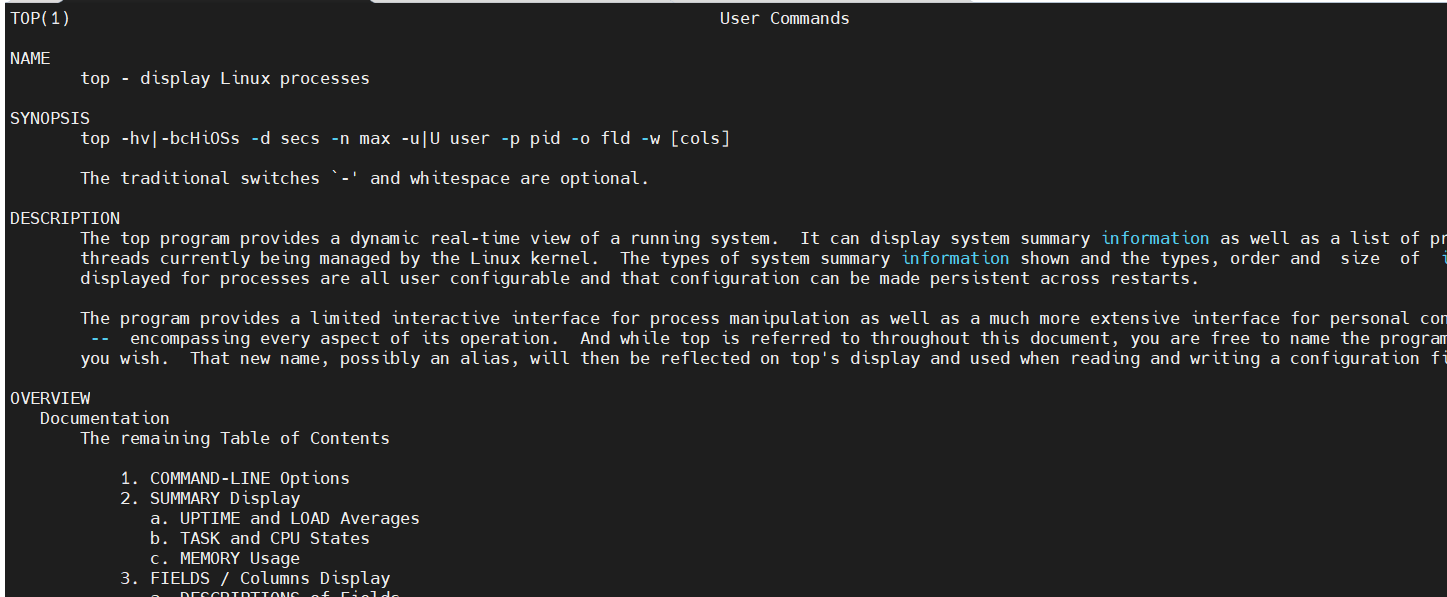 TOP(1) User Commands
NAME
top - display Linux processes
SYNOPSIS
top -hv|-bcHiOSs -d secs -n max -u|U user -p pid -o fld -w [cols]
The traditional switches `-' and whitespace are optional.
DESCRIPTION
The top program provides a dynamic real-time view of a running system.  It can display system summary information as well as a list of
threads currently being managed by the Linux kernel.  The types of system summary information shown and the types, order and  size  of
displayed for processes are all user configurable and that configuration can be made persistent across restarts.
The program provides a limited interactive interface for process manipulation as well as a much more extensive interface for personal
--  encompassing every aspect of its operation.  And while top is referred to throughout this document, you are free to name the program
you wish.  That new name, possibly an alias, will then be reflected on top's display and used when reading and writing a configuration
OVERVIEW
Documentation
The remaining Table of Contents
1. COMMAND-LINE Options
2. SUMMARY Display
a. UPTIME and LOAD Averages
b. TASK and CPU States
c. MEMORY Usage
3. FIELDS / Columns Display
a. DESCRIPTIONS of Fields